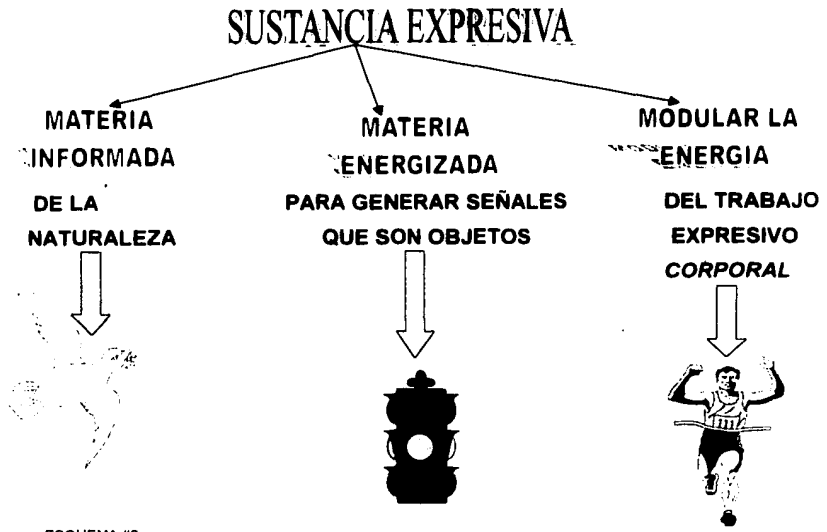 SUSTANCIA EXPRESIVA
MATERIA
INFORMADA
DE LA
NATURALEZA
MATERIA
ENERGIZADA
PARA GENERAR SEÑALES
QUE SON OBJETOS
MODULAR LA
ENERGIA
DEL TRABAJO
EXPRESIVO
CORPORAL
111